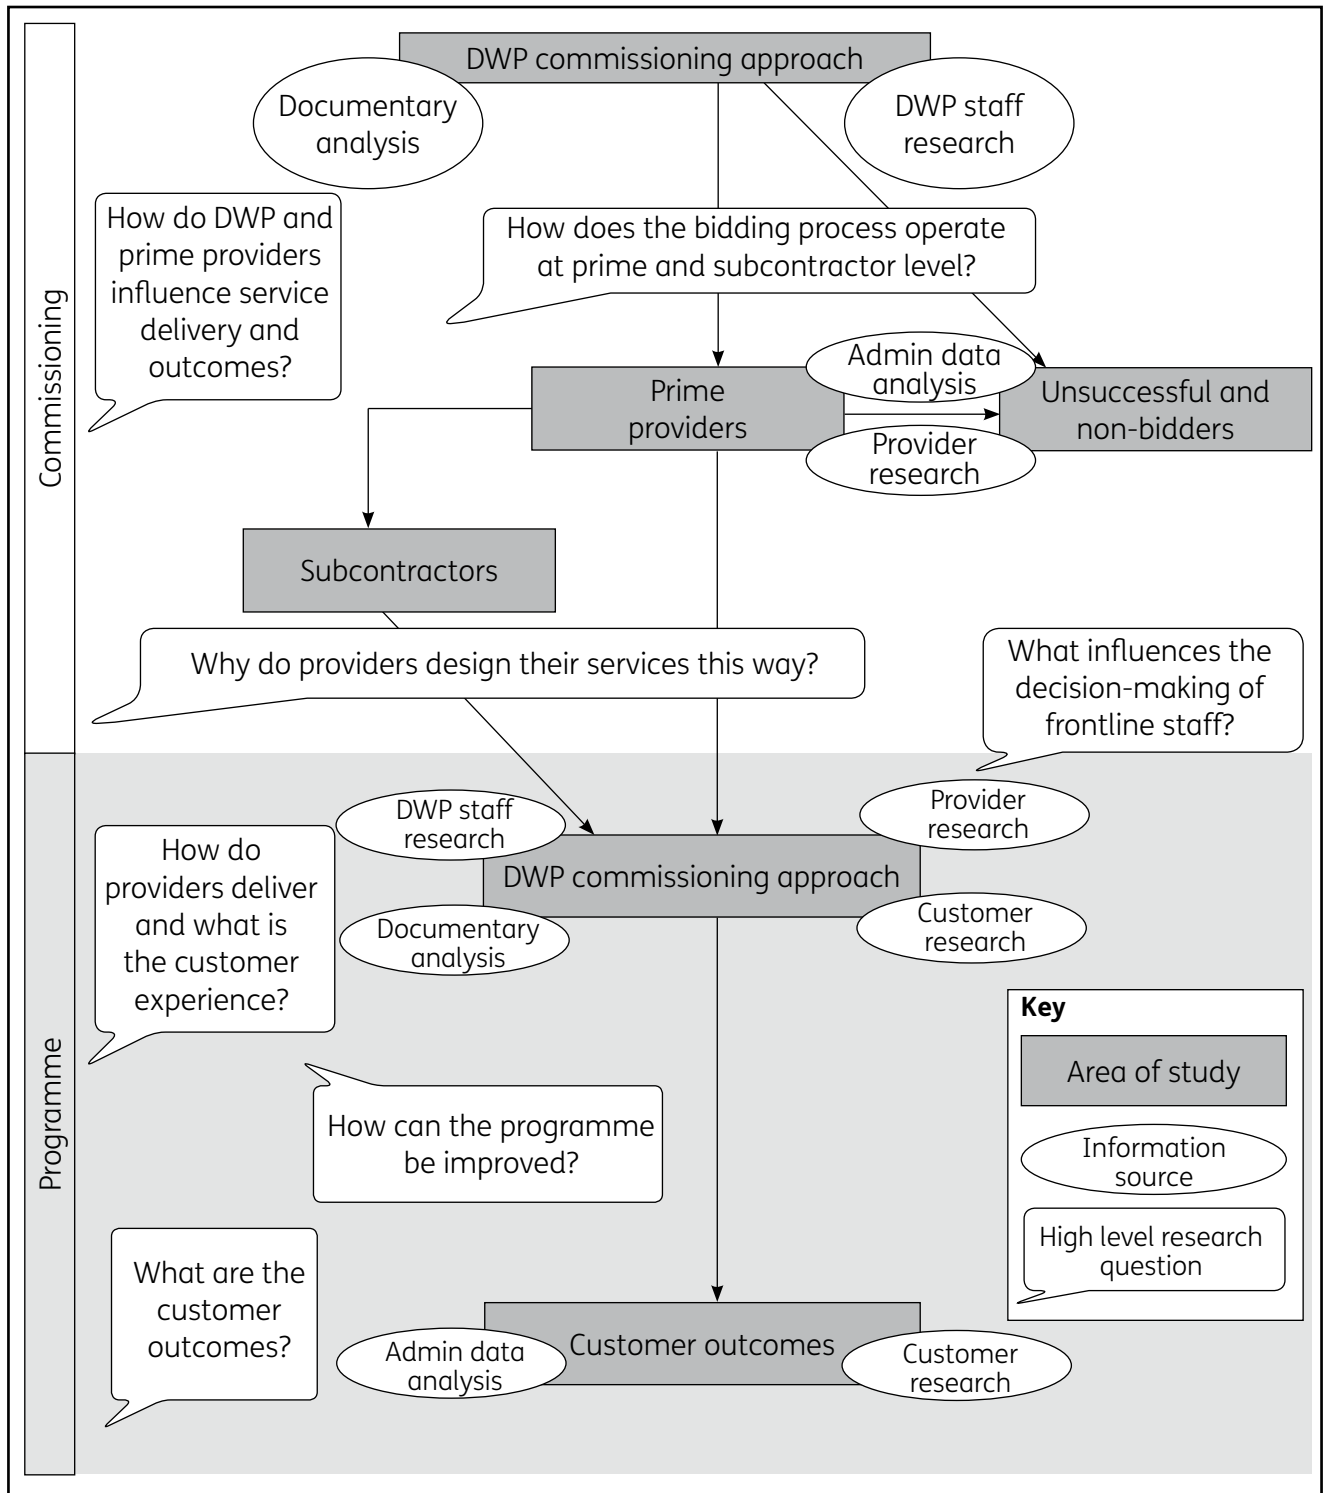 DWP commissioning approach
Documentary
analysis
DWP staff
research
How do DWP and
prime providers
influence service
delivery and
outcomes?
How does the bidding process operate
at prime and subcontractor level?
Commissioning
Admin data
analysis
Prime
providers
Unsuccessful and
non-bidders
Provider
research
Subcontractors
Why do providers design their services this way?
What influences the
decision-making of
frontline staff?
Programme
DWP staff
research
Provider
research
DWP commissioning approach
Documentary
analysis
Customer
research
How do
providers deliver
and what is
the customer
experience?
Key
Area of study
Information
source
High level research
question
How can the programme
be improved?
What are the
customer
outcomes?
Customer outcomes
Admin data
analysis
Customer
research